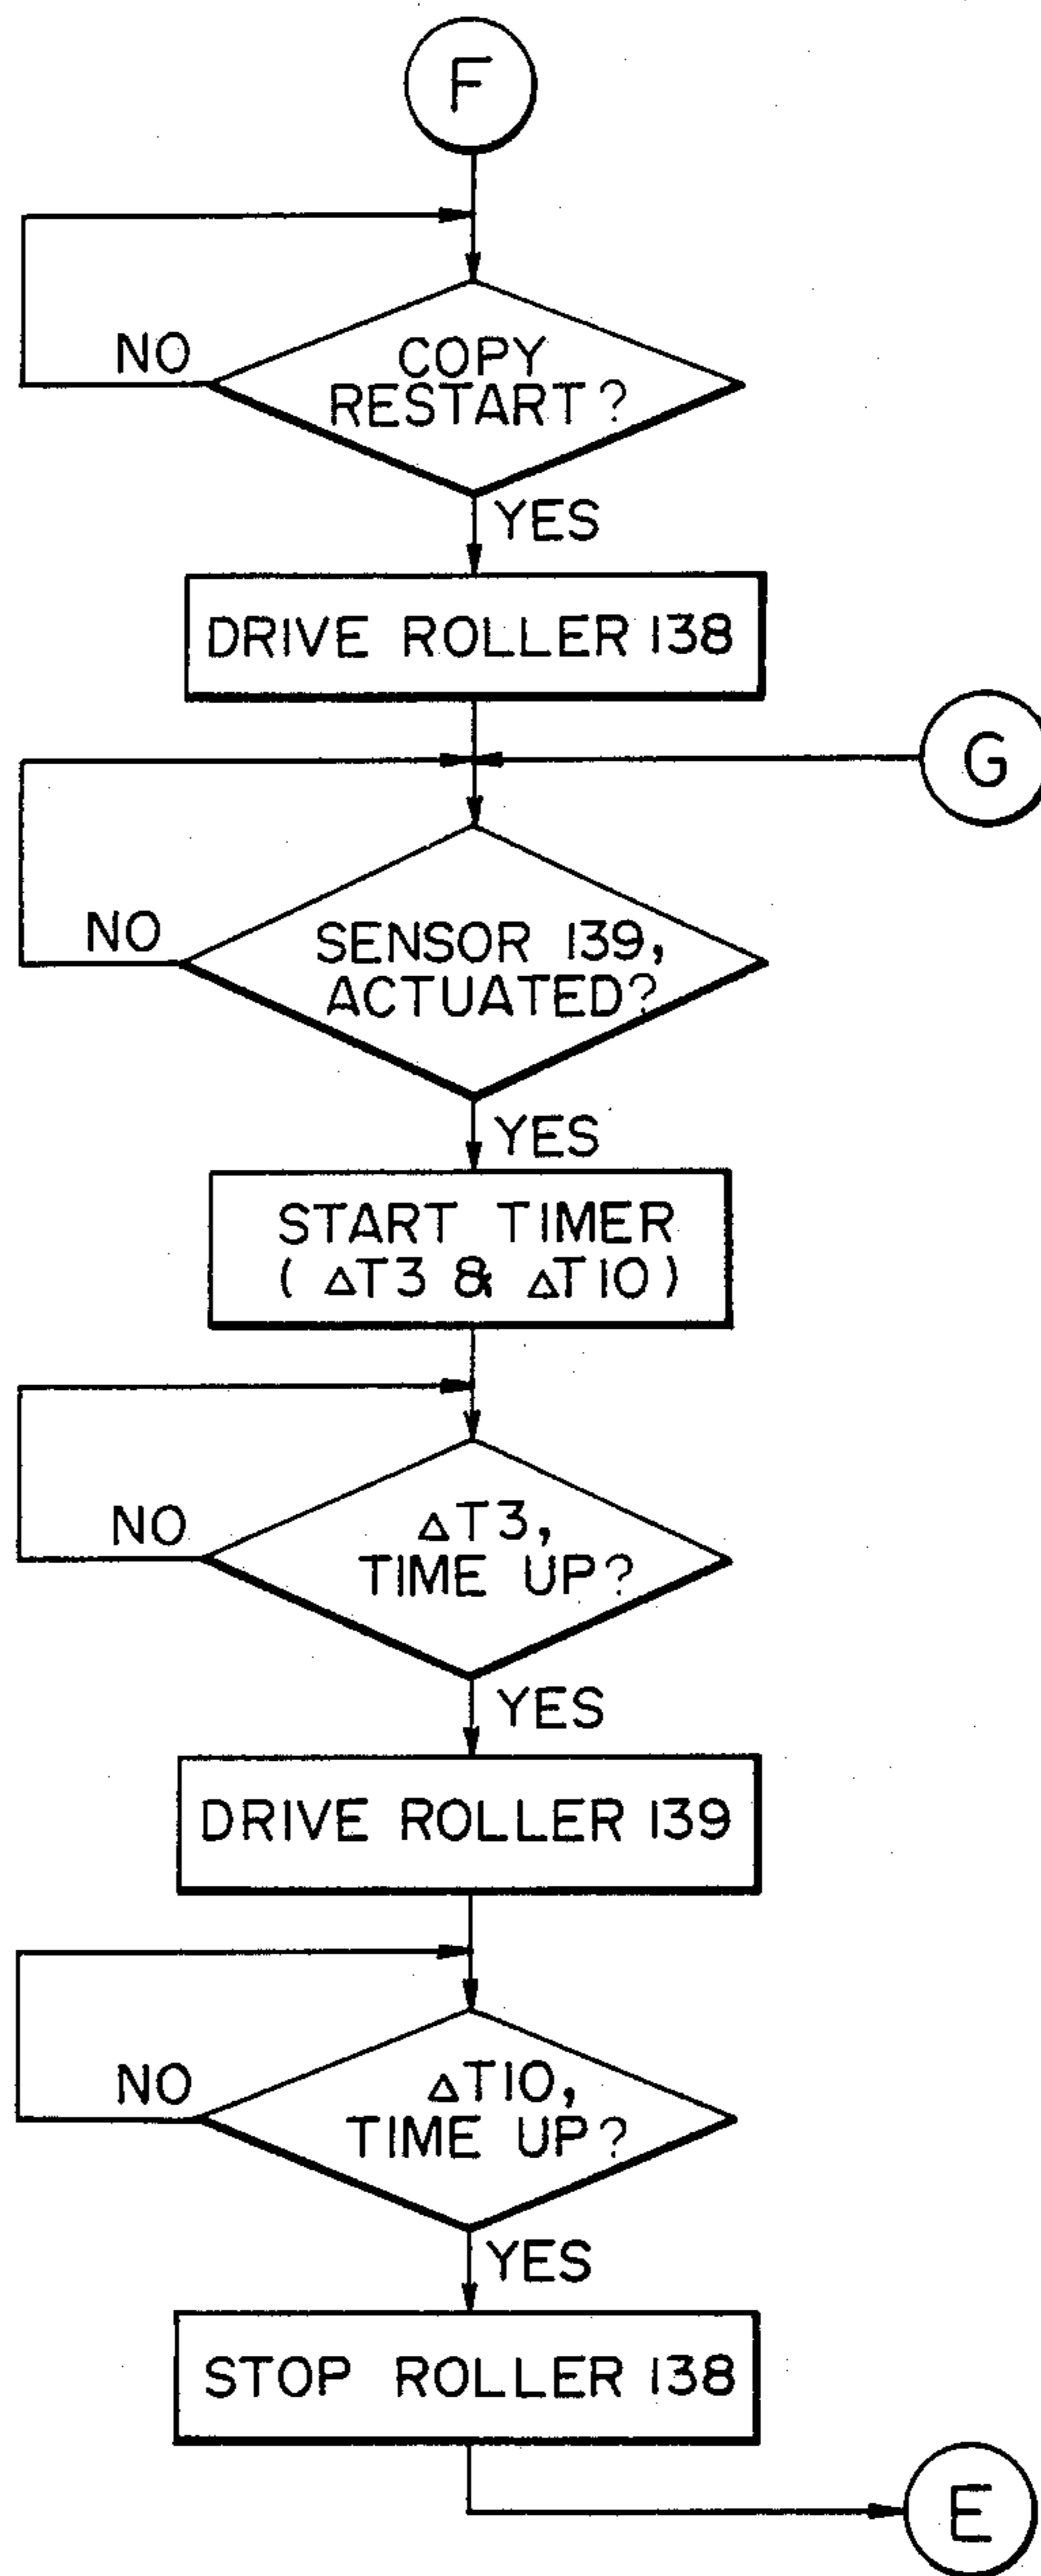 F
NO
COPY
RESTART?
YES
DRIVE ROLLER 138
G
NO
SENSOR 139,
ACTUATED?
YES
START TIMER
( ΔT3 & ΔT10 )
NO
ΔT3,
TIME UP?
YES
DRIVE ROLLER 139
NO
ΔT10,
TIME UP?
YES
STOP ROLLER 138
E